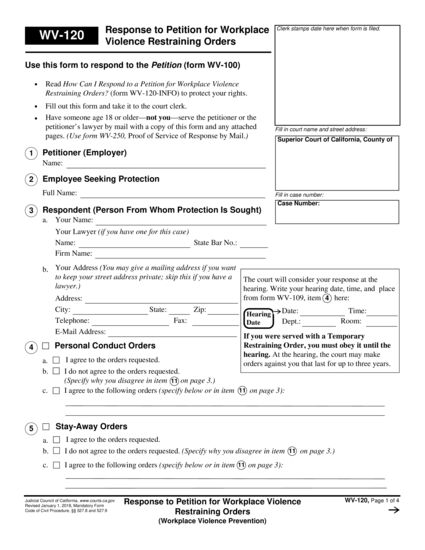 WV-120
Response to Petition for Workplace
Violence Restraining Orders
Clerk stamps date here when form is filed.
Use this form to respond to the Petition (form WV-100)
• Read How Can I Respond to a Petition for Workplace Violence
Restraining Orders? (form WV-120-INFO) to protect your rights.
• Fill out this form and take it to the court clerk.
• Have someone age 18 or older—not you—serve the petitioner or the
petitioner's lawyer by mail with a copy of this form and any attached
pages. (Use form WV-250, Proof of Service of Response by Mail.)
Fill in court name and street address:
Superior Court of California, County of
1 Petitioner (Employer)
Name:
2 Employee Seeking Protection
Full Name:
Fill in case number:
Case Number:
3 Respondent (Person From Whom Protection Is Sought)
a. Your Name:
Your Lawyer (if you have one for this case)
Name: State Bar No.:
Firm Name:
b. Your Address (You may give a mailing address if you want
to keep your street address private; skip this if you have a
lawyer.)
Address:
City: State: Zip:
Telephone: Fax:
E-Mail Address:
The court will consider your response at the
hearing. Write your hearing date, time, and place
from form WV-109, item 4 here:
Hearing Date → Date: Time:
Dept.: Room:
If you were served with a Temporary
Restraining Order, you must obey it until the
hearing. At the hearing, the court may make
orders against you that last for up to three years.
4 Personal Conduct Orders
a. I agree to the orders requested.
b. I do not agree to the orders requested.
(Specify why you disagree in item 11 on page 3.)
c. I agree to the following orders (specify below or in item 11 on page 3):
5 Stay-Away Orders
a. I agree to the orders requested.
b. I do not agree to the orders requested. (Specify why you disagree in item 11 on page 3.)
c. I agree to the following orders (specify below or in item 11 on page 3):
Judicial Council of California, www.courts.ca.gov
Revised January 1, 2018, Mandatory Form
Code of Civil Procedure, §§ 527.8 and 527.9
Response to Petition for Workplace Violence
Restraining Orders
(Workplace Violence Prevention)
WV-120, Page 1 of 4
→